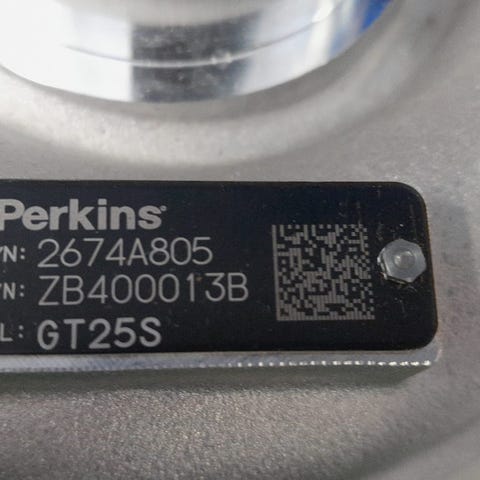 Perkins
/N: 2674A805
/N: ZB400013B
L: GT25S